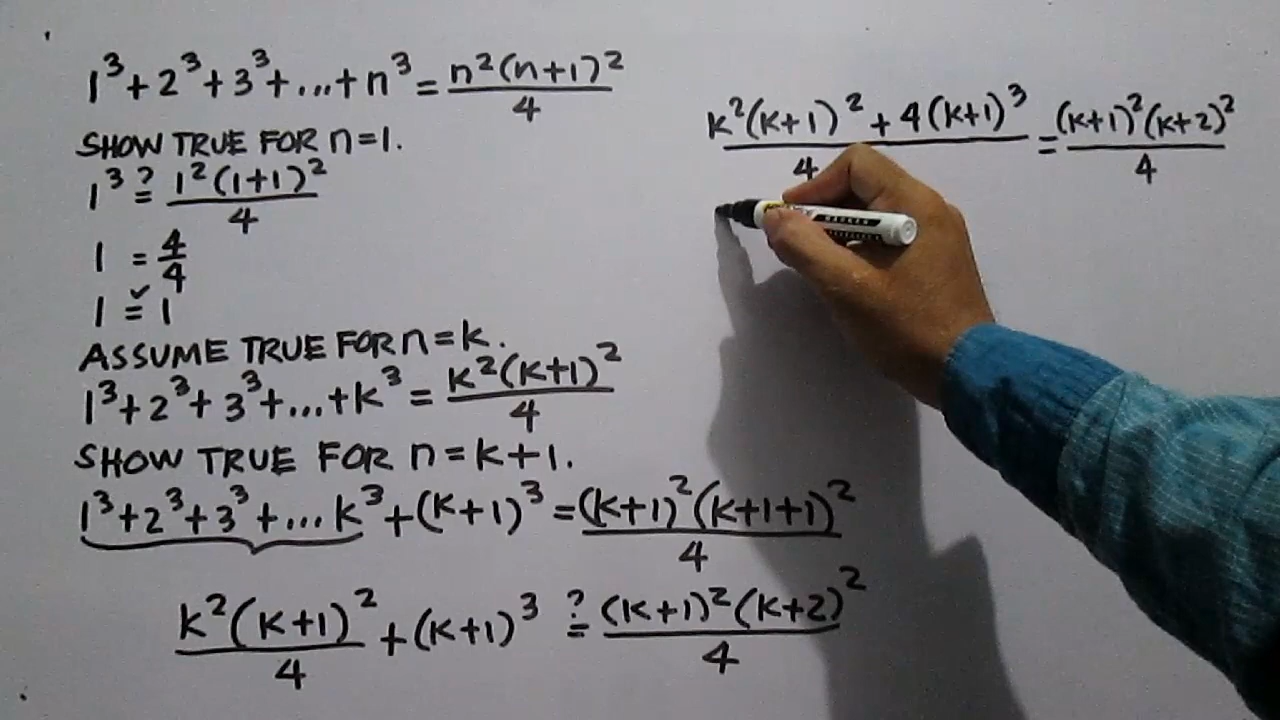 1³+2³+3³+...+n³=n²(n+1)²/4
SHOW TRUE FOR n=1.
1³≟1²(1+1)²/4
1 = 4/4
1 = 1 ✓
ASSUME TRUE FOR n=k.
1³+2³+3³+...+k³=k²(k+1)²/4
SHOW TRUE FOR n=k+1.
1³+2³+3³+...k³+(k+1)³=(k+1)²(k+1+1)²/4
k²(k+1)²/4+(k+1)³≟(k+1)²(k+2)²/4
k²(k+1)²+4(k+1)³/4=(k+1)²(k+2)²/4